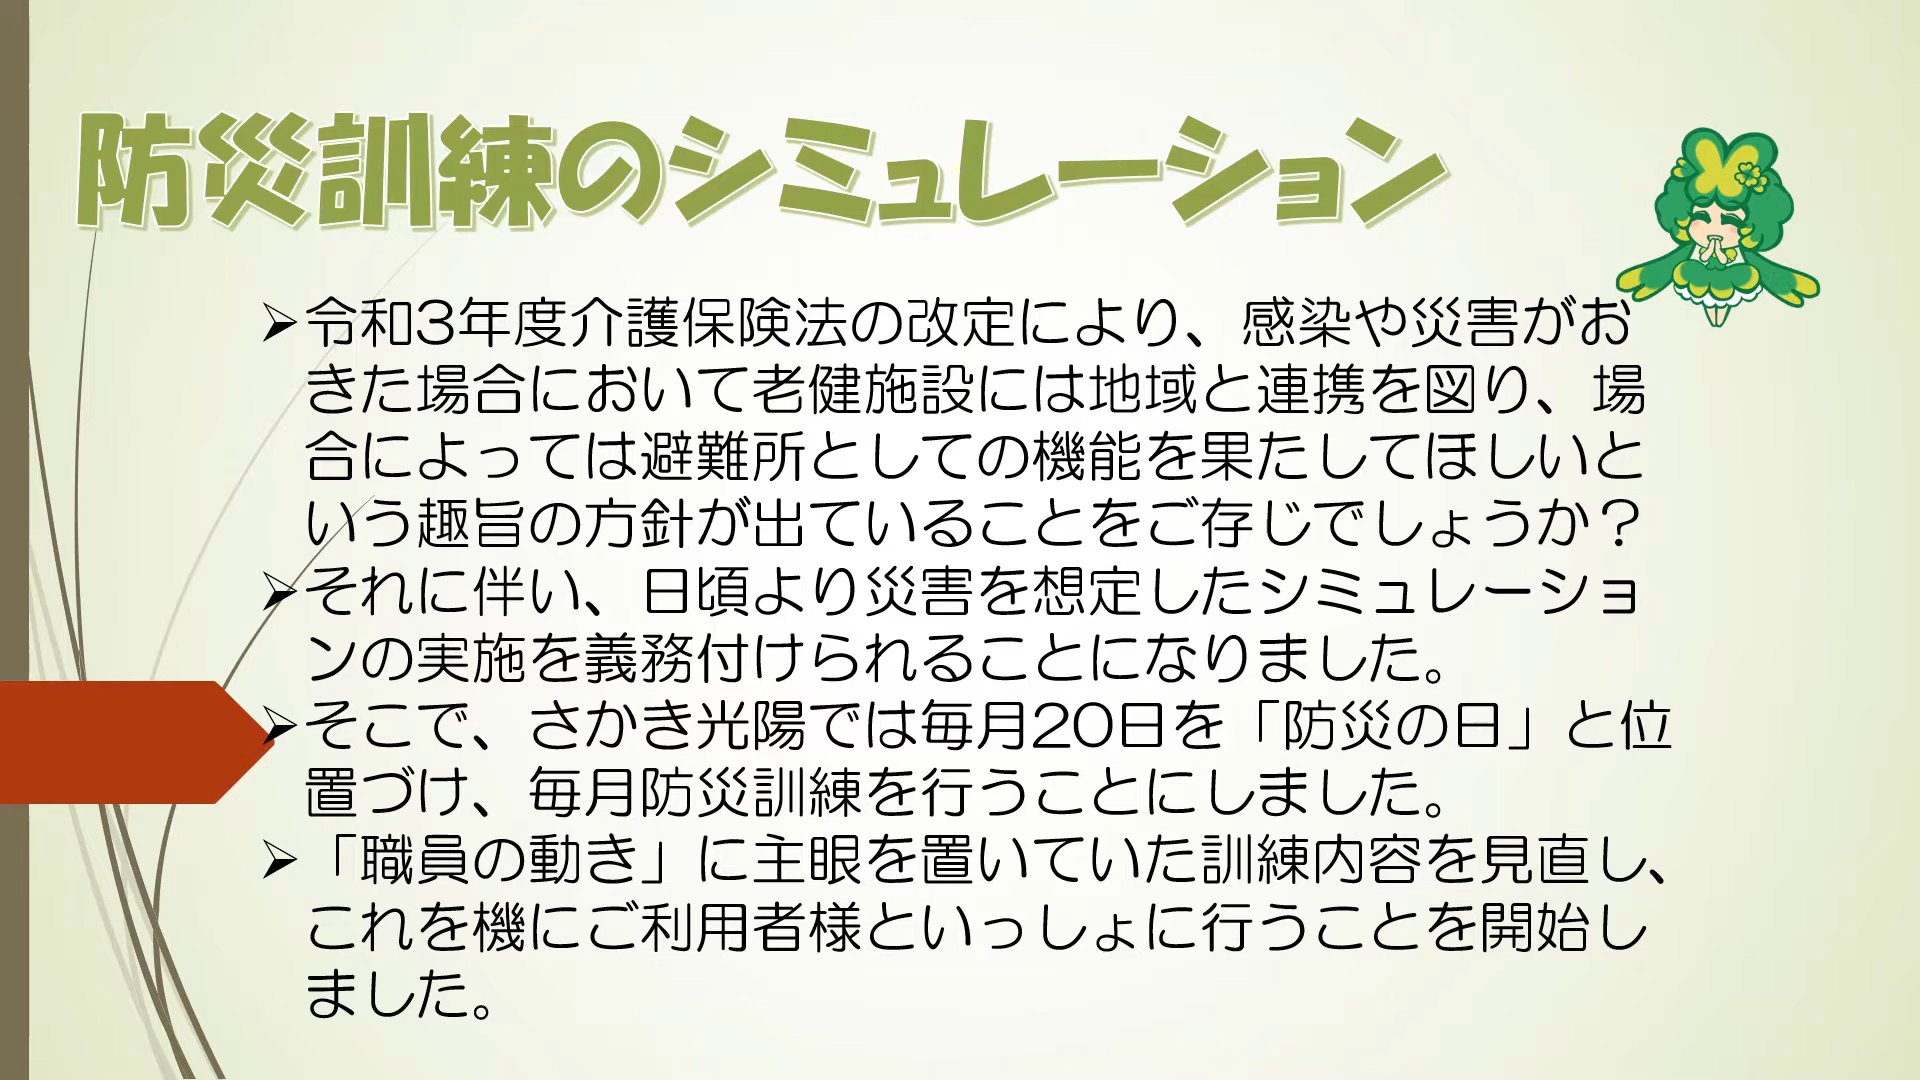 防災訓練のシミュレーション
➢令和3年度介護保険法の改定により、感染や災害がお
きた場合において老健施設には地域と連携を図り、場
合によっては避難所としての機能を果たしてほしいと
いう趣旨の方針が出ていることをご存じでしょうか？
➢それに伴い、日頃より災害を想定したシミュレーショ
ンの実施を義務付けられることになりました。
➢そこで、さかき光陽では毎月20日を「防災の日」と位
置づけ、毎月防災訓練を行うことにしました。
➢「職員の動き」に主眼を置いていた訓練内容を見直し、
これを機にご利用者様といっしょに行うことを開始し
ました。